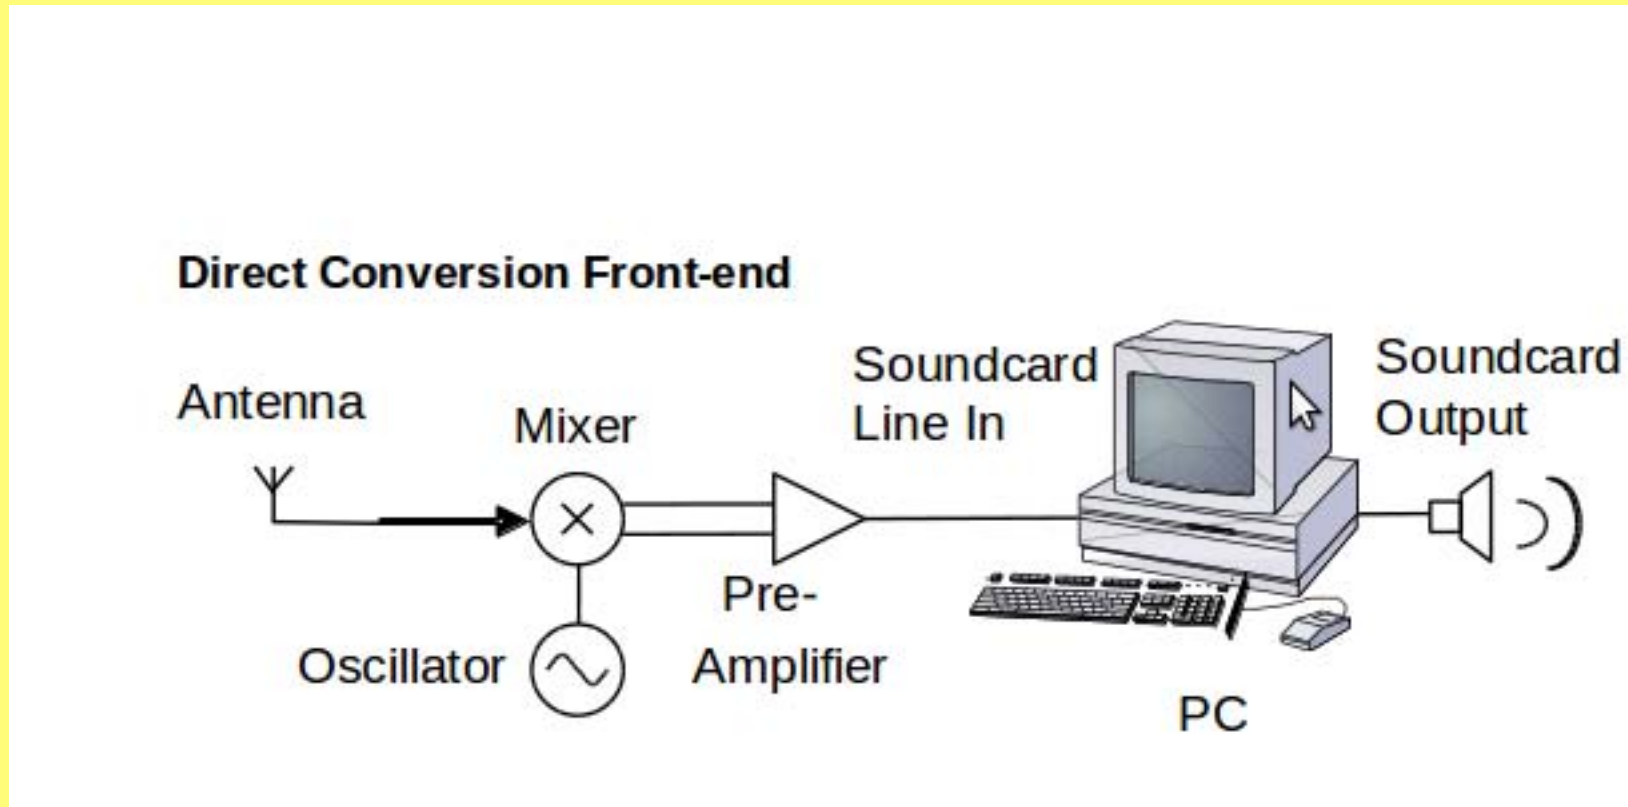 Direct Conversion Front-end
Antenna
Mixer
Soundcard
Line In
Soundcard
Output
Pre-
Amplifier
Oscillator
PC